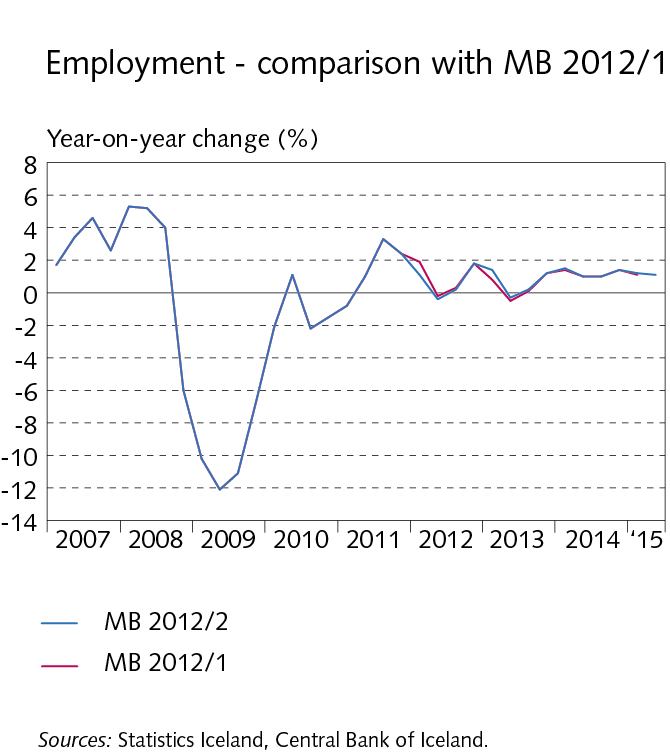 Employment - comparison with MB 2012/1
Year-on-year change (%)
8
6
4
2
0
-2
-4
-6
-8
-10
-12
-14
2007 2008 2009 2010 2011 2012 2013 2014 ‘15
MB 2012/2
MB 2012/1
Sources: Statistics Iceland, Central Bank of Iceland.